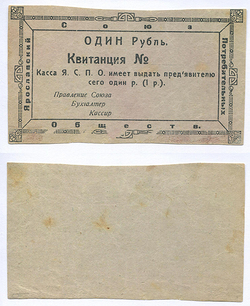 Союз
Ярославский
Потребительных
ОДИН Рубль.
Квитанция №
Касса Я. С. П. О. имеет выдать пред'явителю
сего один р. (1 р.).
Правление Союза
Бухгалтер
Кассир
Обществ.